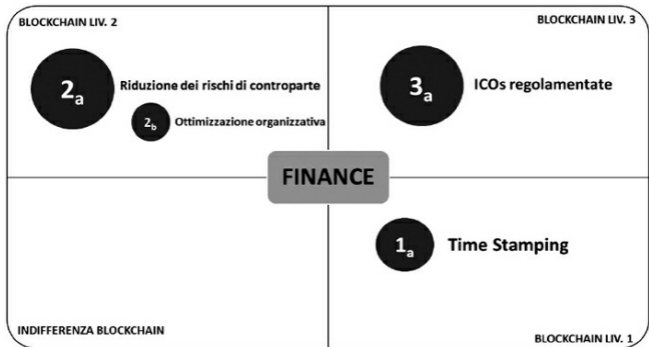 BLOCKCHAIN LIV. 2
BLOCKCHAIN LIV. 3
2a
Riduzione dei rischi di controparte
2b
Ottimizzazione organizzativa
3a
ICOs regolamentate
FINANCE
1a
Time Stamping
INDIFFERENZA BLOCKCHAIN
BLOCKCHAIN LIV. 1